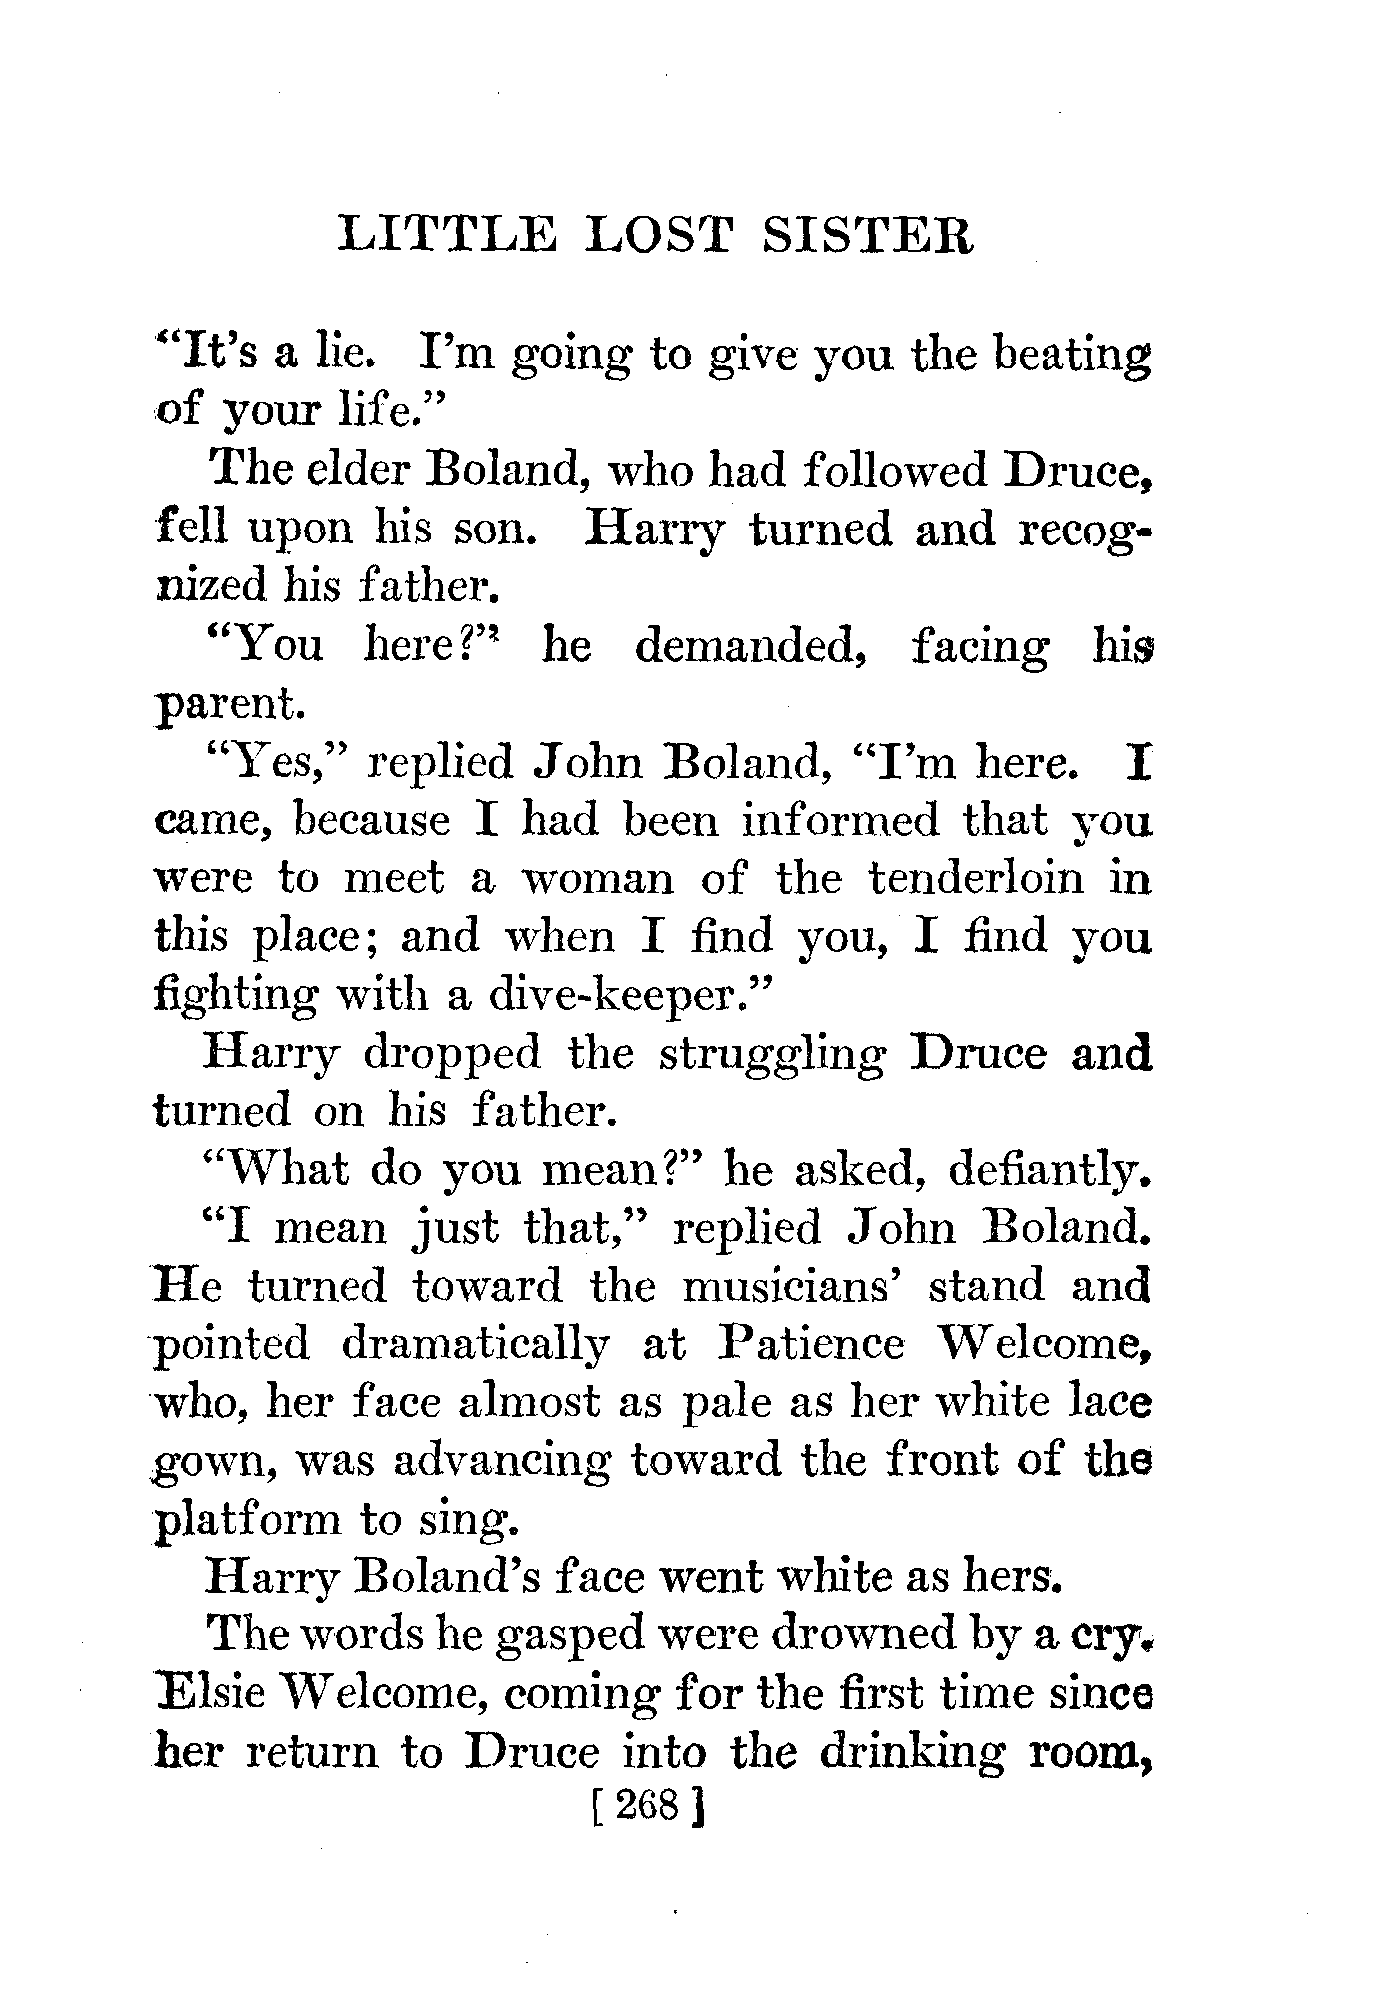 LITTLE LOST SISTER
“It’s a lie. I’m going to give you the beating
of your life.”
The elder Boland, who had followed Druce,
fell upon his son. Harry turned and recog-
nized his father.
“You here?” he demanded, facing his
parent.
“Yes,” replied John Boland, “I’m here. I
came, because I had been informed that you
were to meet a woman of the tenderloin in
this place; and when I find you, I find you
fighting with a dive-keeper.”
Harry dropped the struggling Druce and
turned on his father.
“What do you mean?” he asked, defiantly.
“I mean just that,” replied John Boland.
He turned toward the musicians’ stand and
pointed dramatically at Patience Welcome,
who, her face almost as pale as her white lace
gown, was advancing toward the front of the
platform to sing.
Harry Boland’s face went white as hers.
The words he gasped were drowned by a cry.
Elsie Welcome, coming for the first time since
her return to Druce into the drinking room,
[ 268 ]